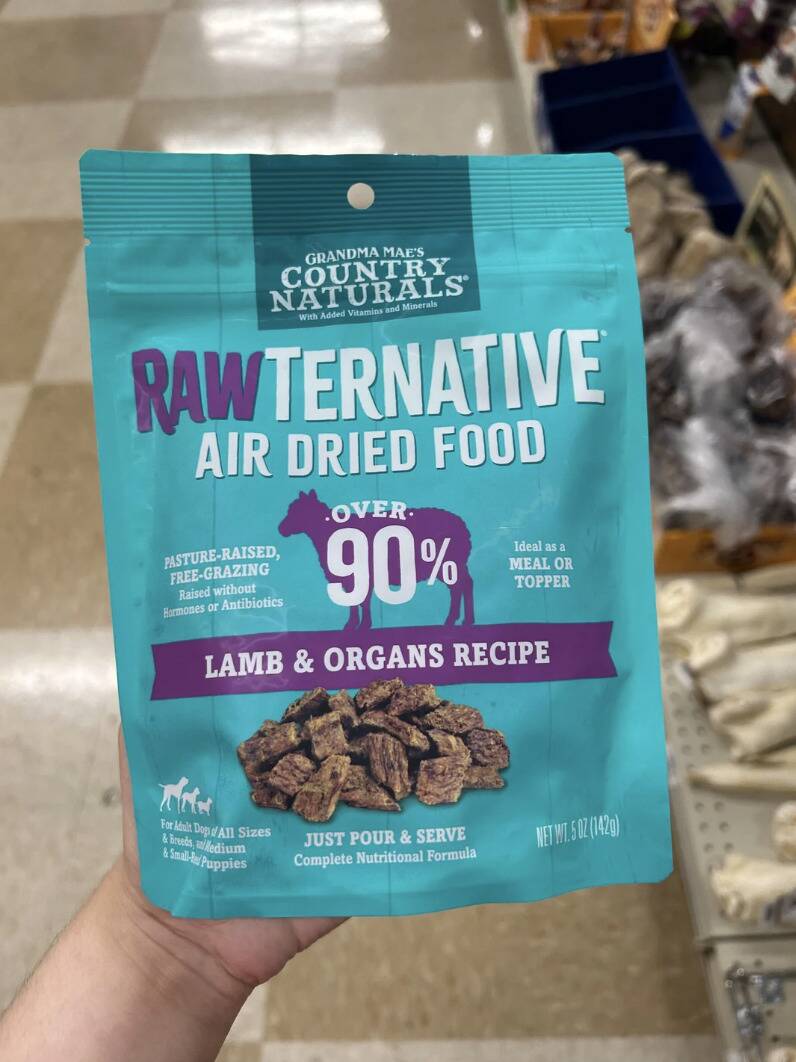 GRANDMA MAE'S
COUNTRY
NATURALS®
With Added Vitamins and Minerals
RAWTERNATIVE®
AIR DRIED FOOD
·OVER·
90%
PASTURE-RAISED,
FREE-GRAZING
Raised without
Hormones or Antibiotics
Ideal as a
MEAL OR
TOPPER
LAMB & ORGANS RECIPE
For Adult Dogs of All Sizes
& Breeds, and Medium
& Small-Breed Puppies
JUST POUR & SERVE
Complete Nutritional Formula
NET WT. 5 OZ (142g)